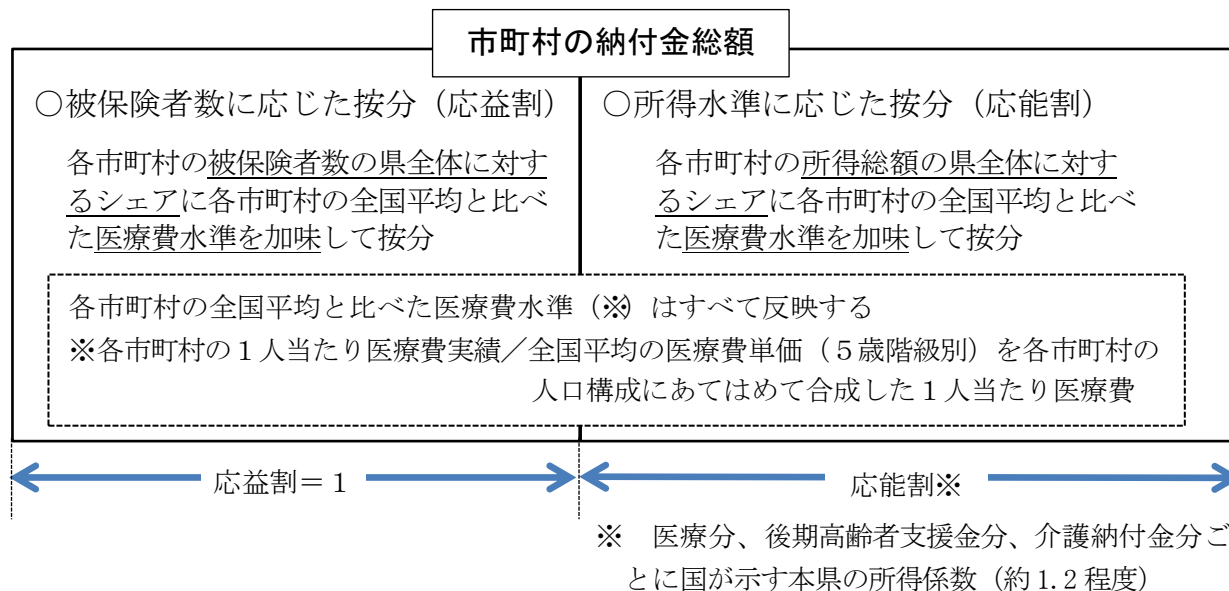 市町村の納付金総額
○被保険者数に応じた按分（応益割）
各市町村の被保険者数の県全体に対す
るシェアに各市町村の全国平均と比べ
た医療費水準を加味して按分
○所得水準に応じた按分（応能割）
各市町村の所得総額の県全体に対す
るシェアに各市町村の全国平均と比べ
た医療費水準を加味して按分
各市町村の全国平均と比べた医療費水準（※）はすべて反映する
※各市町村の１人当たり医療費実績／全国平均の医療費単価（５歳階級別）を各市町村の
人口構成にあてはめて合成した１人当たり医療費
応益割＝１
応能割※
※　医療分、後期高齢者支援金分、介護納付金分ご
とに国が示す本県の所得係数（約1.2程度）